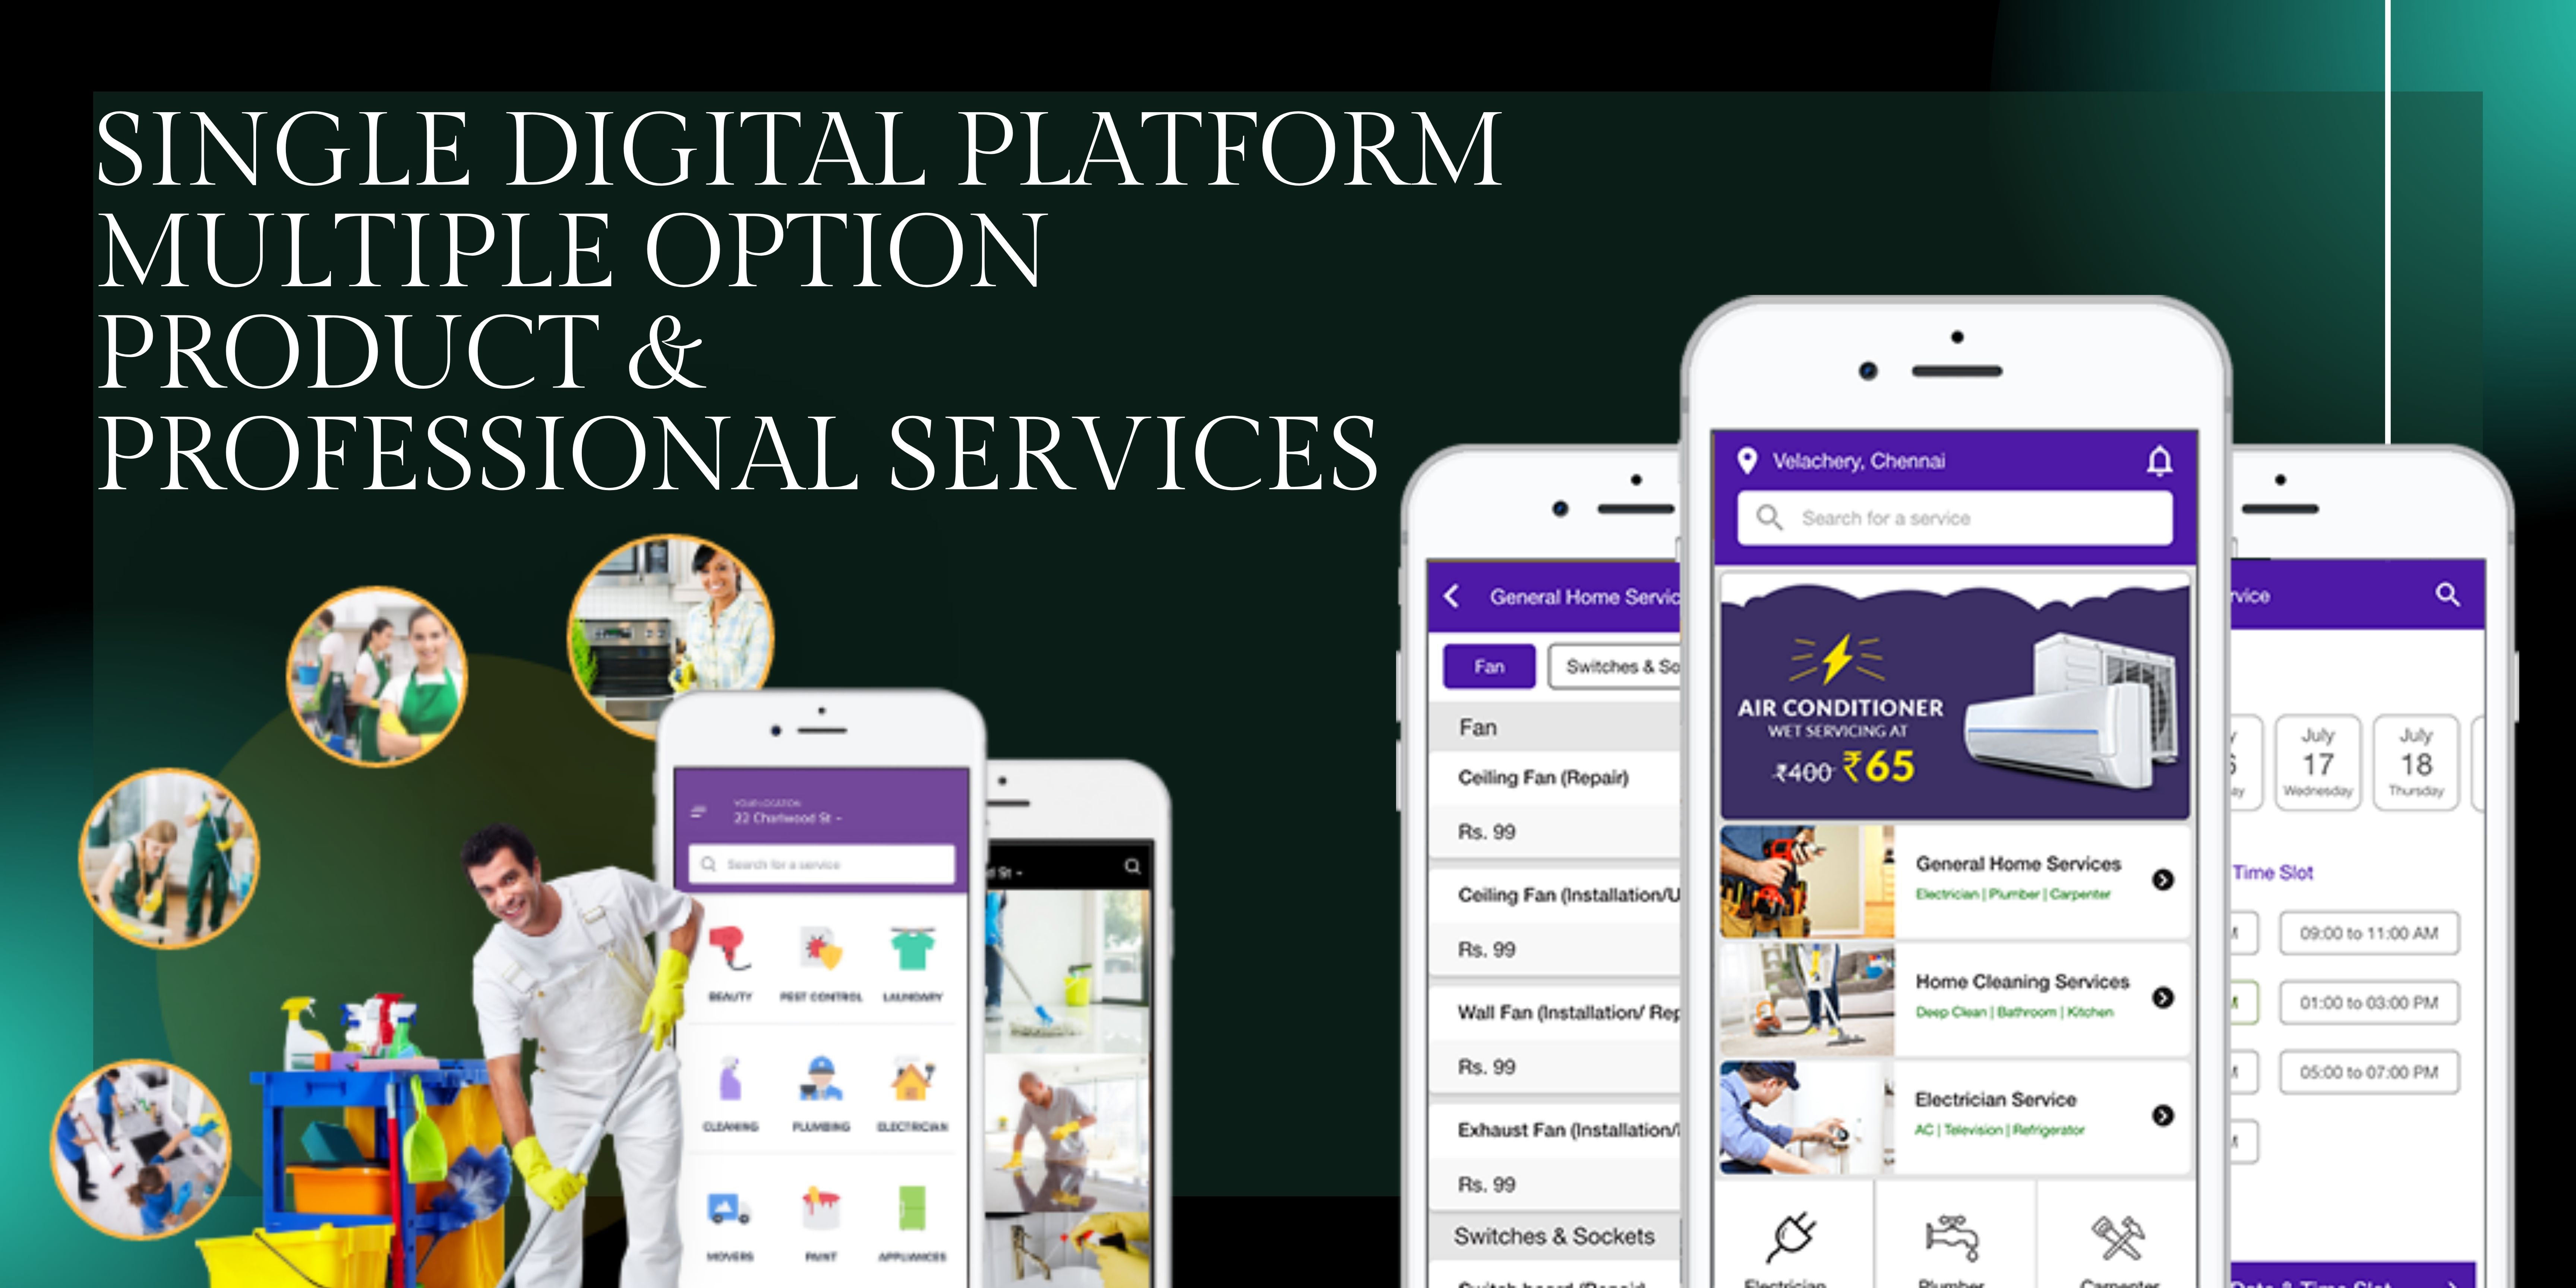 SINGLE DIGITAL PLATFORM
MULTIPLE OPTION
PRODUCT &
PROFESSIONAL SERVICES
YOUR LOCATION
22 Charlwood St
Search for a service
BEAUTY
PEST CONTROL
LAUNDARY
CLEANING
PLUMBING
ELECTRICIAN
MOVERS
PAINT
APPLIANCES
St
General Home Servic
Fan
Switches & So
Fan
Ceiling Fan (Repair)
Rs. 99
Ceiling Fan (Installation/U
Rs. 99
Wall Fan (Installation/ Rep
Rs. 99
Exhaust Fan (Installation/
Rs. 99
Switches & Sockets
Switch board (Repair)
Velachery, Chennai
Search for a service
AIR CONDITIONER
WET SERVICING AT
₹400 ₹65
General Home Services
Electrician | Plumber | Carpenter
Home Cleaning Services
Deep Clean | Bathroom | Kitchen
Electrician Service
AC | Television | Refrigerator
Electrician
Plumber
Carpenter
rvice
July
17
Wednesday
July
18
Thursday
Time Slot
09:00 to 11:00 AM
01:00 to 03:00 PM
05:00 to 07:00 PM
Date & Time Slot